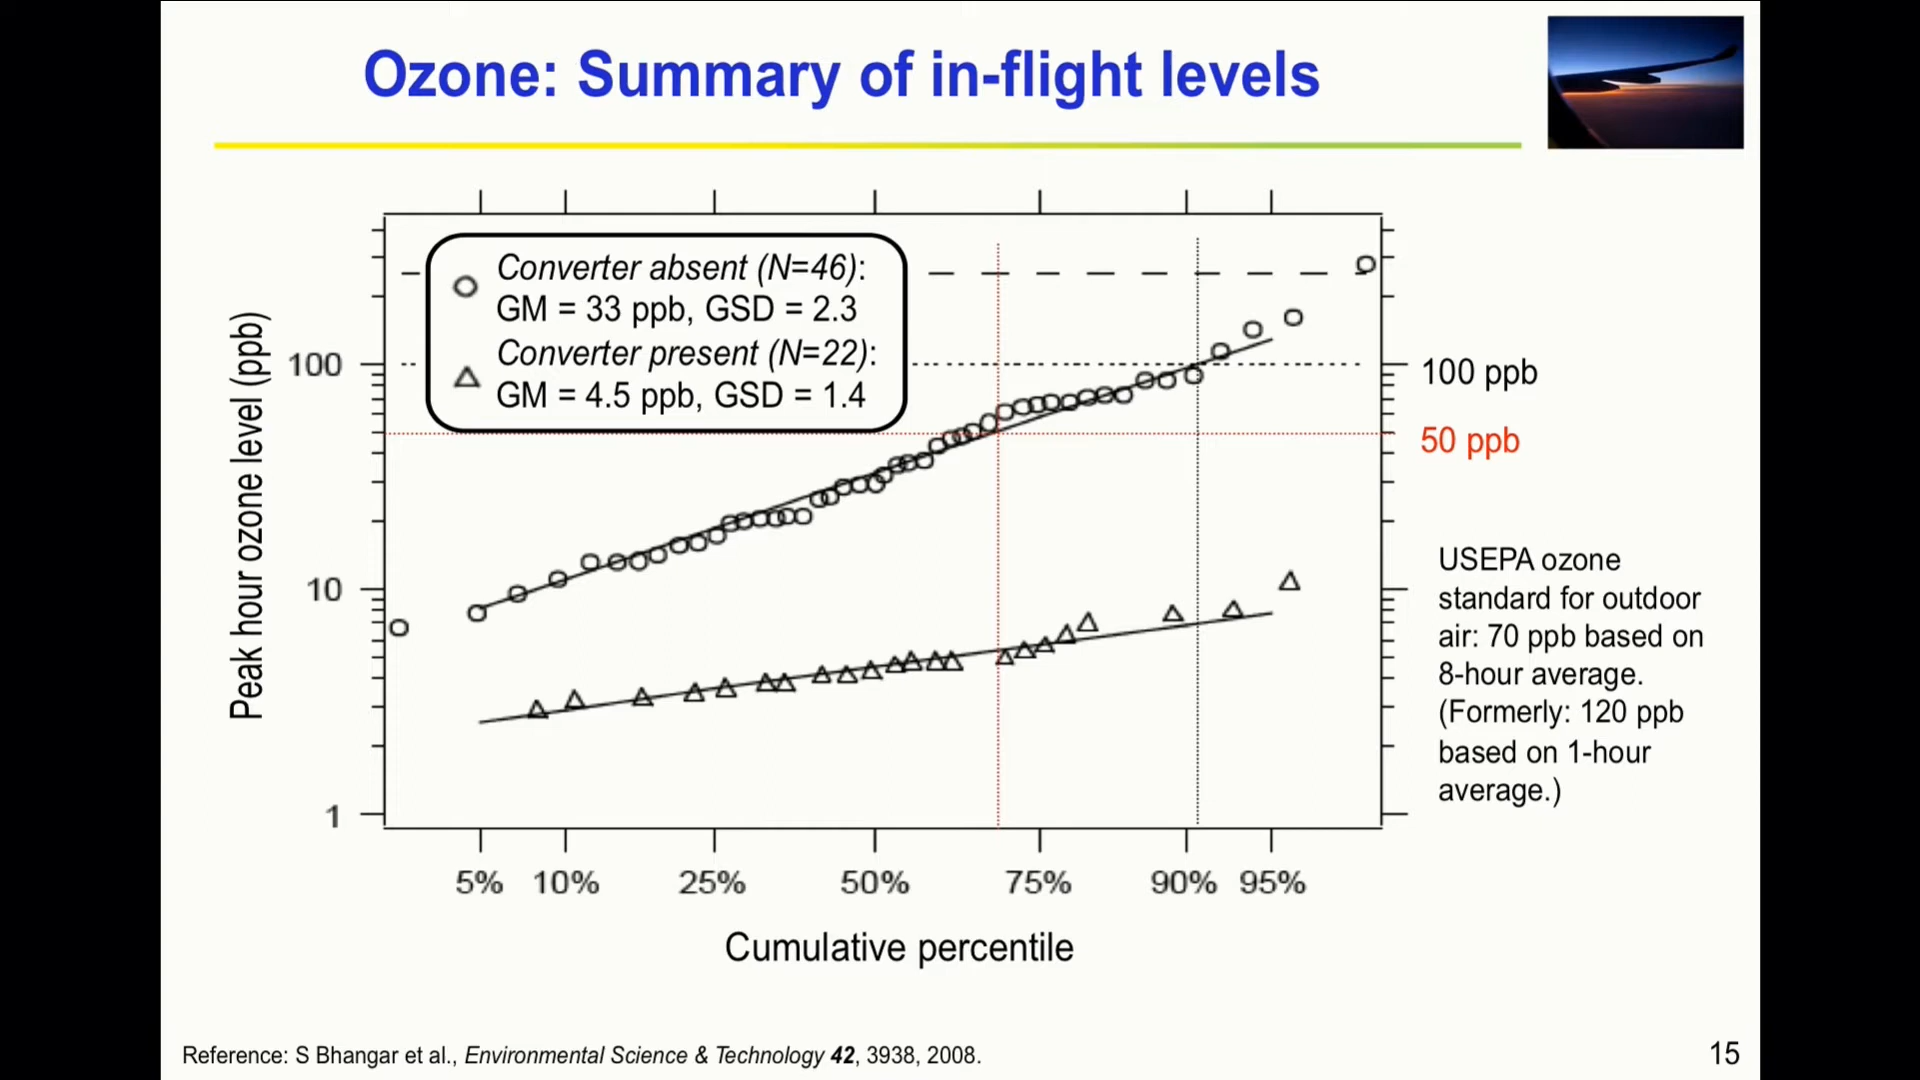 Ozone: Summary of in-flight levels
Converter absent (N=46):
GM = 33 ppb, GSD = 2.3
Converter present (N=22):
GM = 4.5 ppb, GSD = 1.4
Peak hour ozone level (ppb)
100
10
1
100 ppb
50 ppb
USEPA ozone
standard for outdoor
air: 70 ppb based on
8-hour average.
(Formerly: 120 ppb
based on 1-hour
average.)
5% 10% 25% 50% 75% 90% 95%
Cumulative percentile
Reference: S Bhangar et al., Environmental Science & Technology 42, 3938, 2008.
15